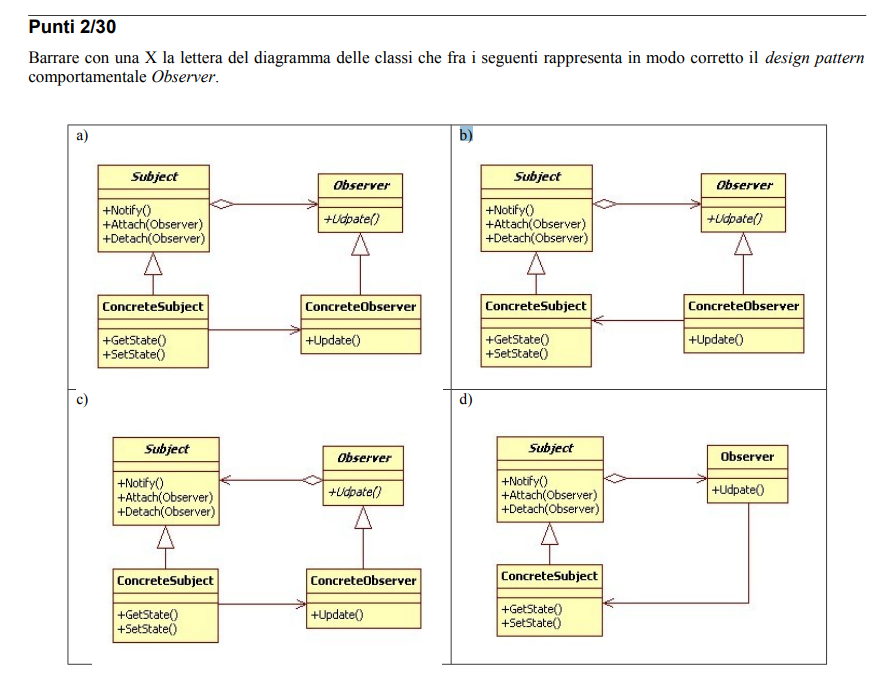 Punti 2/30
Barrare con una X la lettera del diagramma delle classi che fra i seguenti rappresenta in modo corretto il design pattern
comportamentale Observer.
a)
Subject
+Notify()
+Attach(Observer)
+Detach(Observer)
Observer
+Udpate()
ConcreteSubject
+GetState()
+SetState()
ConcreteObserver
+Update()
b)
Subject
+Notify()
+Attach(Observer)
+Detach(Observer)
Observer
+Udpate()
ConcreteSubject
+GetState()
+SetState()
ConcreteObserver
+Update()
c)
Subject
+Notify()
+Attach(Observer)
+Detach(Observer)
Observer
+Udpate()
ConcreteSubject
+GetState()
+SetState()
ConcreteObserver
+Update()
d)
Subject
+Notify()
+Attach(Observer)
+Detach(Observer)
Observer
+Udpate()
ConcreteSubject
+GetState()
+SetState()